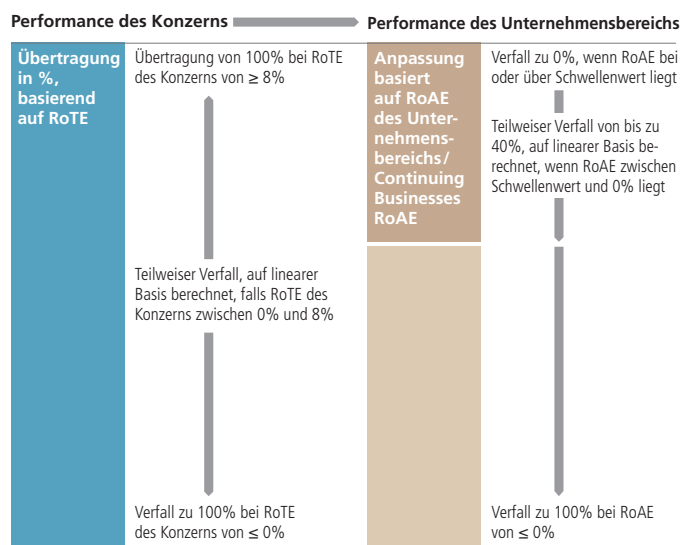 Performance des Konzerns
Performance des Unternehmensbereichs
Übertragung
in %,
basierend
auf RoTE
Übertragung von 100% bei RoTE
des Konzerns von ≥ 8%
Teilweiser Verfall, auf linearer
Basis berechnet, falls RoTE des
Konzerns zwischen 0% und 8%
Verfall zu 100% bei RoTE
des Konzerns von ≤ 0%
Anpassung
basiert
auf RoAE
des Unter-
nehmens-
bereichs/
Continuing
Businesses
RoAE
Verfall zu 0%, wenn RoAE bei
oder über Schwellenwert liegt
Teilweiser Verfall von bis zu
40%, auf linearer Basis be-
rechnet, wenn RoAE zwischen
Schwellenwert und 0% liegt
Verfall zu 100% bei RoAE
von ≤ 0%